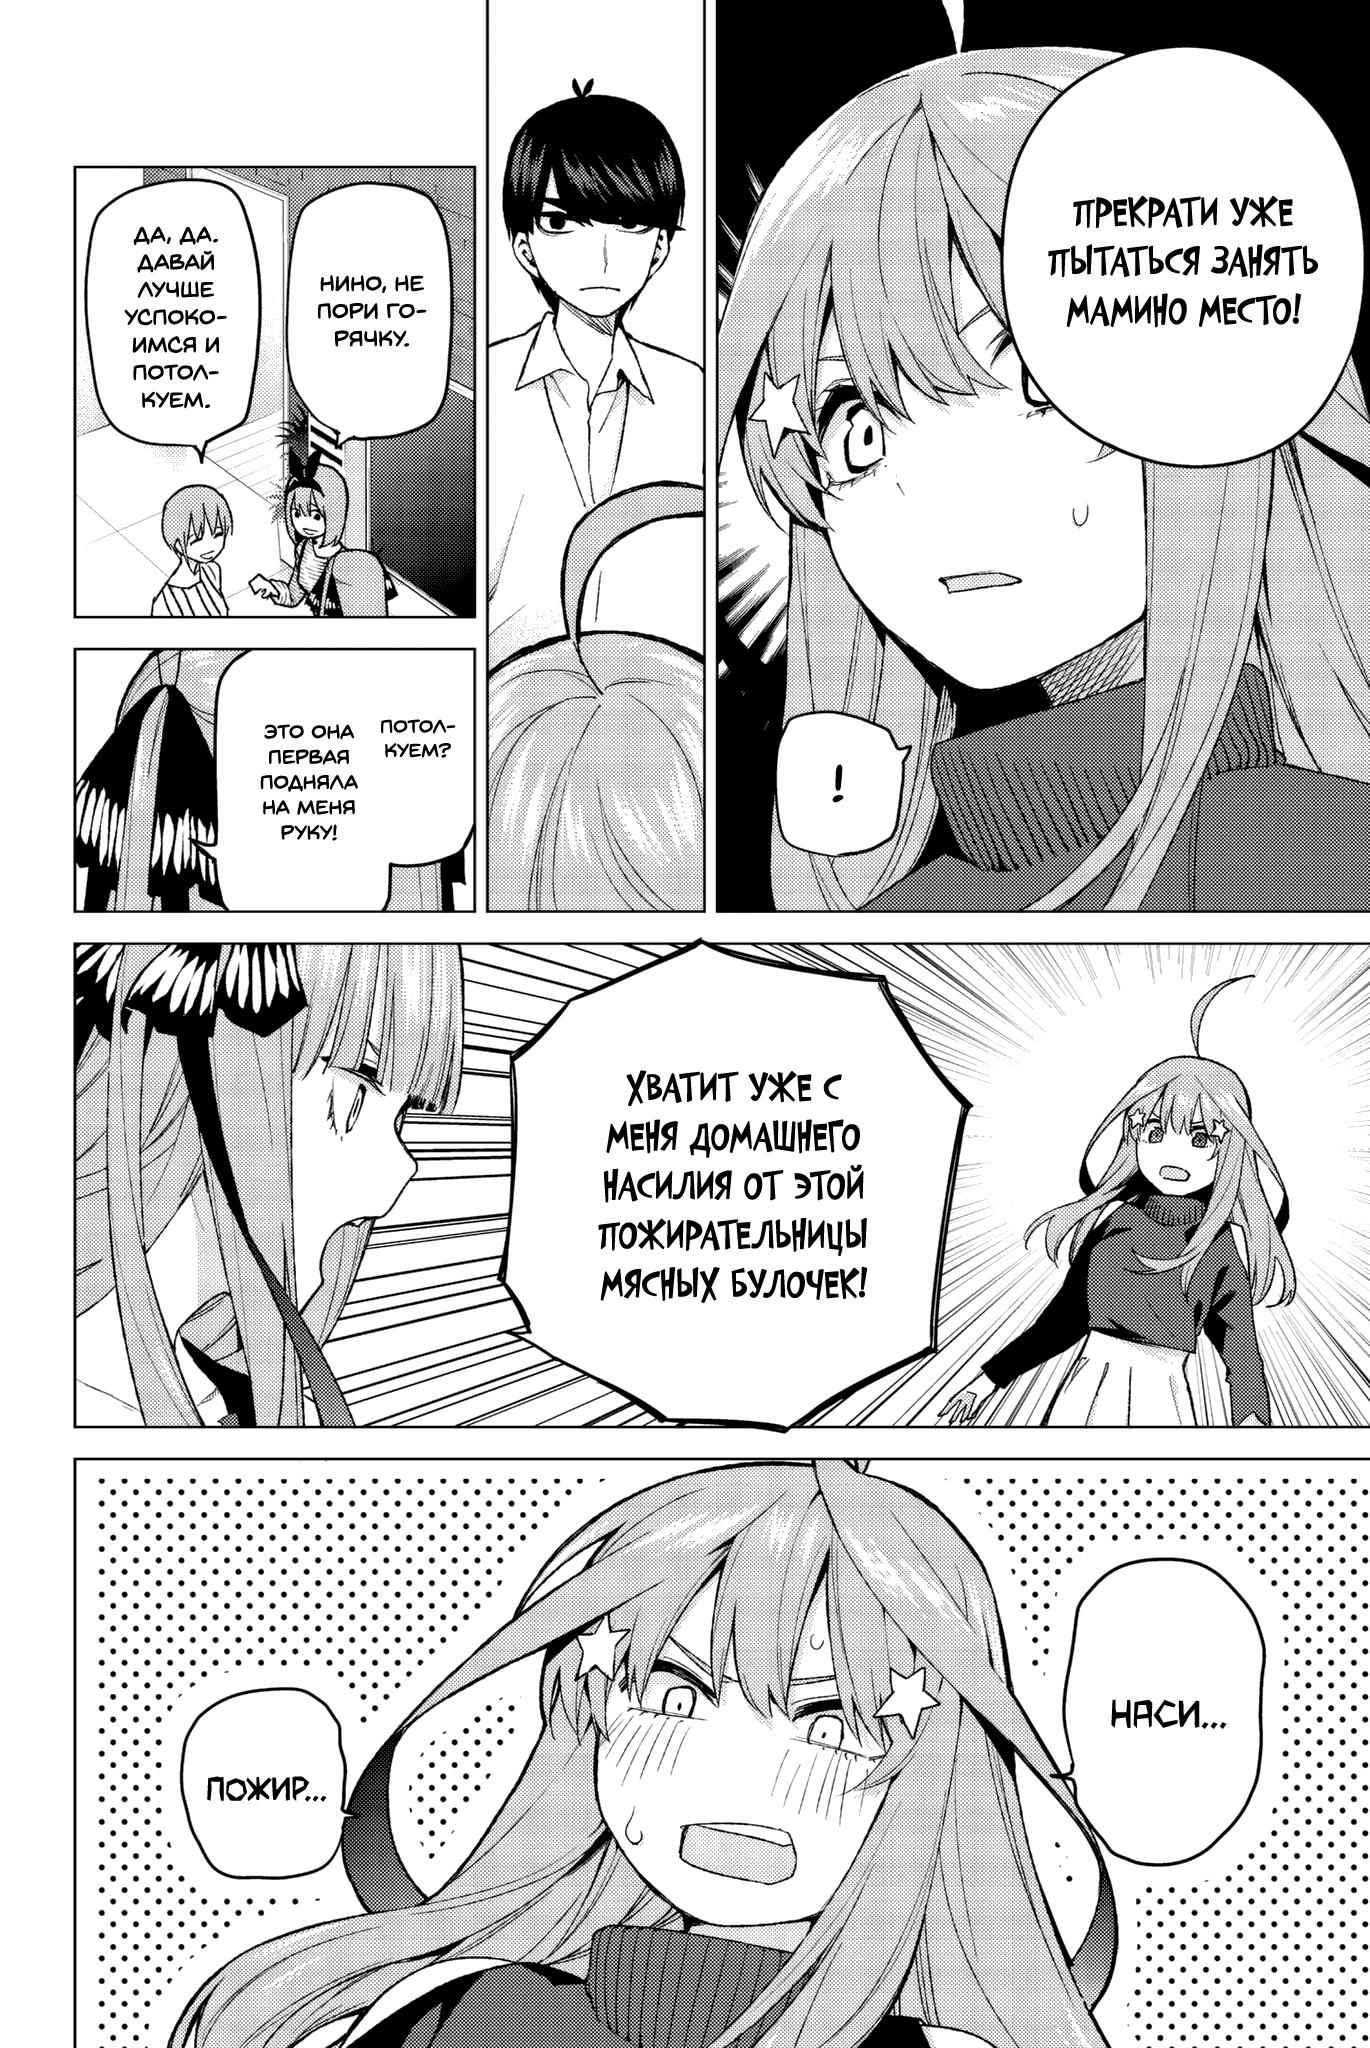 ПРЕКРАТИ УЖЕ
ПЫТАТЬСЯ ЗАНЯТЬ
МАМИНО МЕСТО!
!
НИНО, НЕ
ПОРИ ГО-
РЯЧКУ.
ДА, ДА.
ДАВАЙ
ЛУЧШЕ
УСПОКО-
ИМСЯ И
ПОТОЛ-
КУЕМ.
ПОТОЛ-
КУЕМ?
ЭТО ОНА
ПЕРВАЯ
ПОДНЯЛА
НА МЕНЯ
РУКУ!
ХВАТИТ УЖЕ С
МЕНЯ ДОМАШНЕГО
НАСИЛИЯ ОТ ЭТОЙ
ПОЖИРАТЕЛЬНИЦЫ
МЯСНЫХ БУЛОЧЕК!
НАСИ...
ПОЖИР...